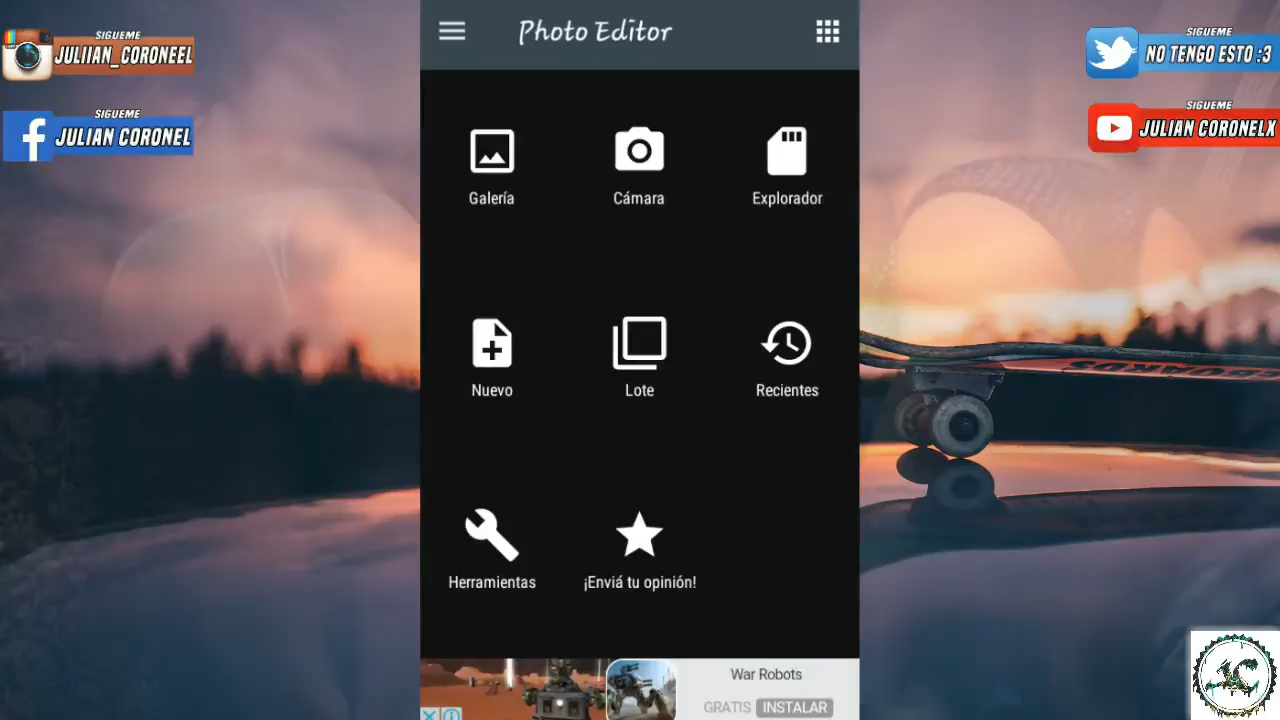 SIGUEME
JULIIAN_CORONEEL
SIGUEME
JULIAN CORONEL
Photo Editor
SIGUEME
NO TENGO ESTO :3
SIGUEME
JULIAN CORONELX
Galería
Cámara
Explorador
Nuevo
Lote
Recientes
Herramientas
¡Enviá tu opinión!
War Robots
GRATIS INSTALAR